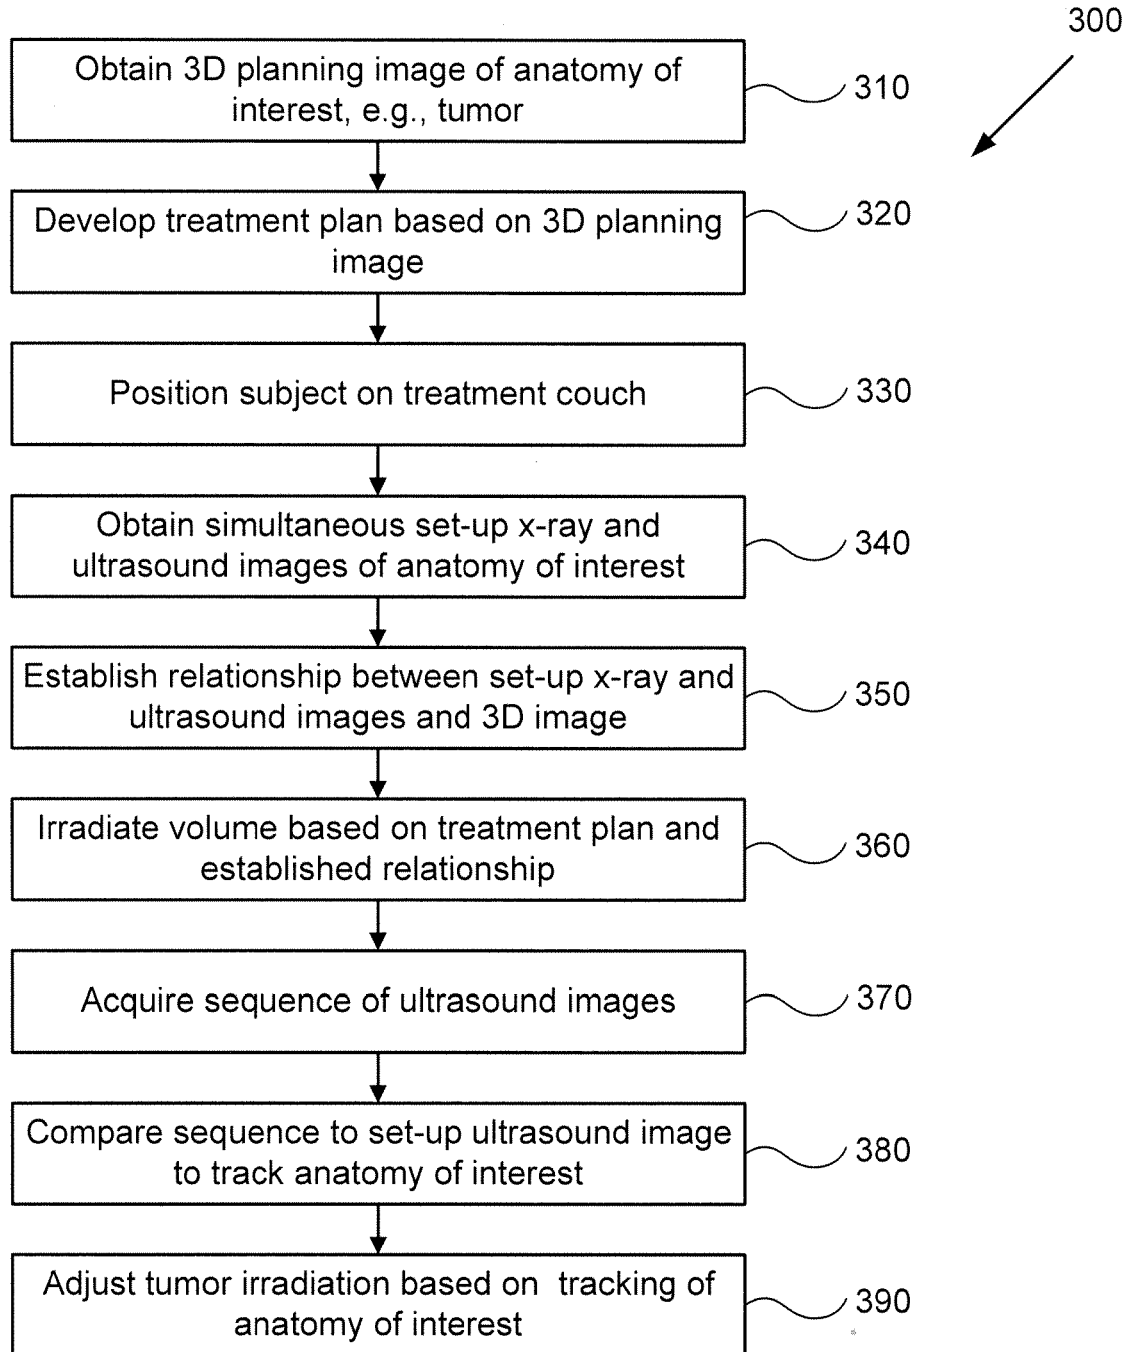 300
Obtain 3D planning image of anatomy of
interest, e.g., tumor
310
Develop treatment plan based on 3D planning
image
320
Position subject on treatment couch
330
Obtain simultaneous set-up x-ray and
ultrasound images of anatomy of interest
340
Establish relationship between set-up x-ray and
ultrasound images and 3D image
350
Irradiate volume based on treatment plan and
established relationship
360
Acquire sequence of ultrasound images
370
Compare sequence to set-up ultrasound image
to track anatomy of interest
380
Adjust tumor irradiation based on tracking of
anatomy of interest
390